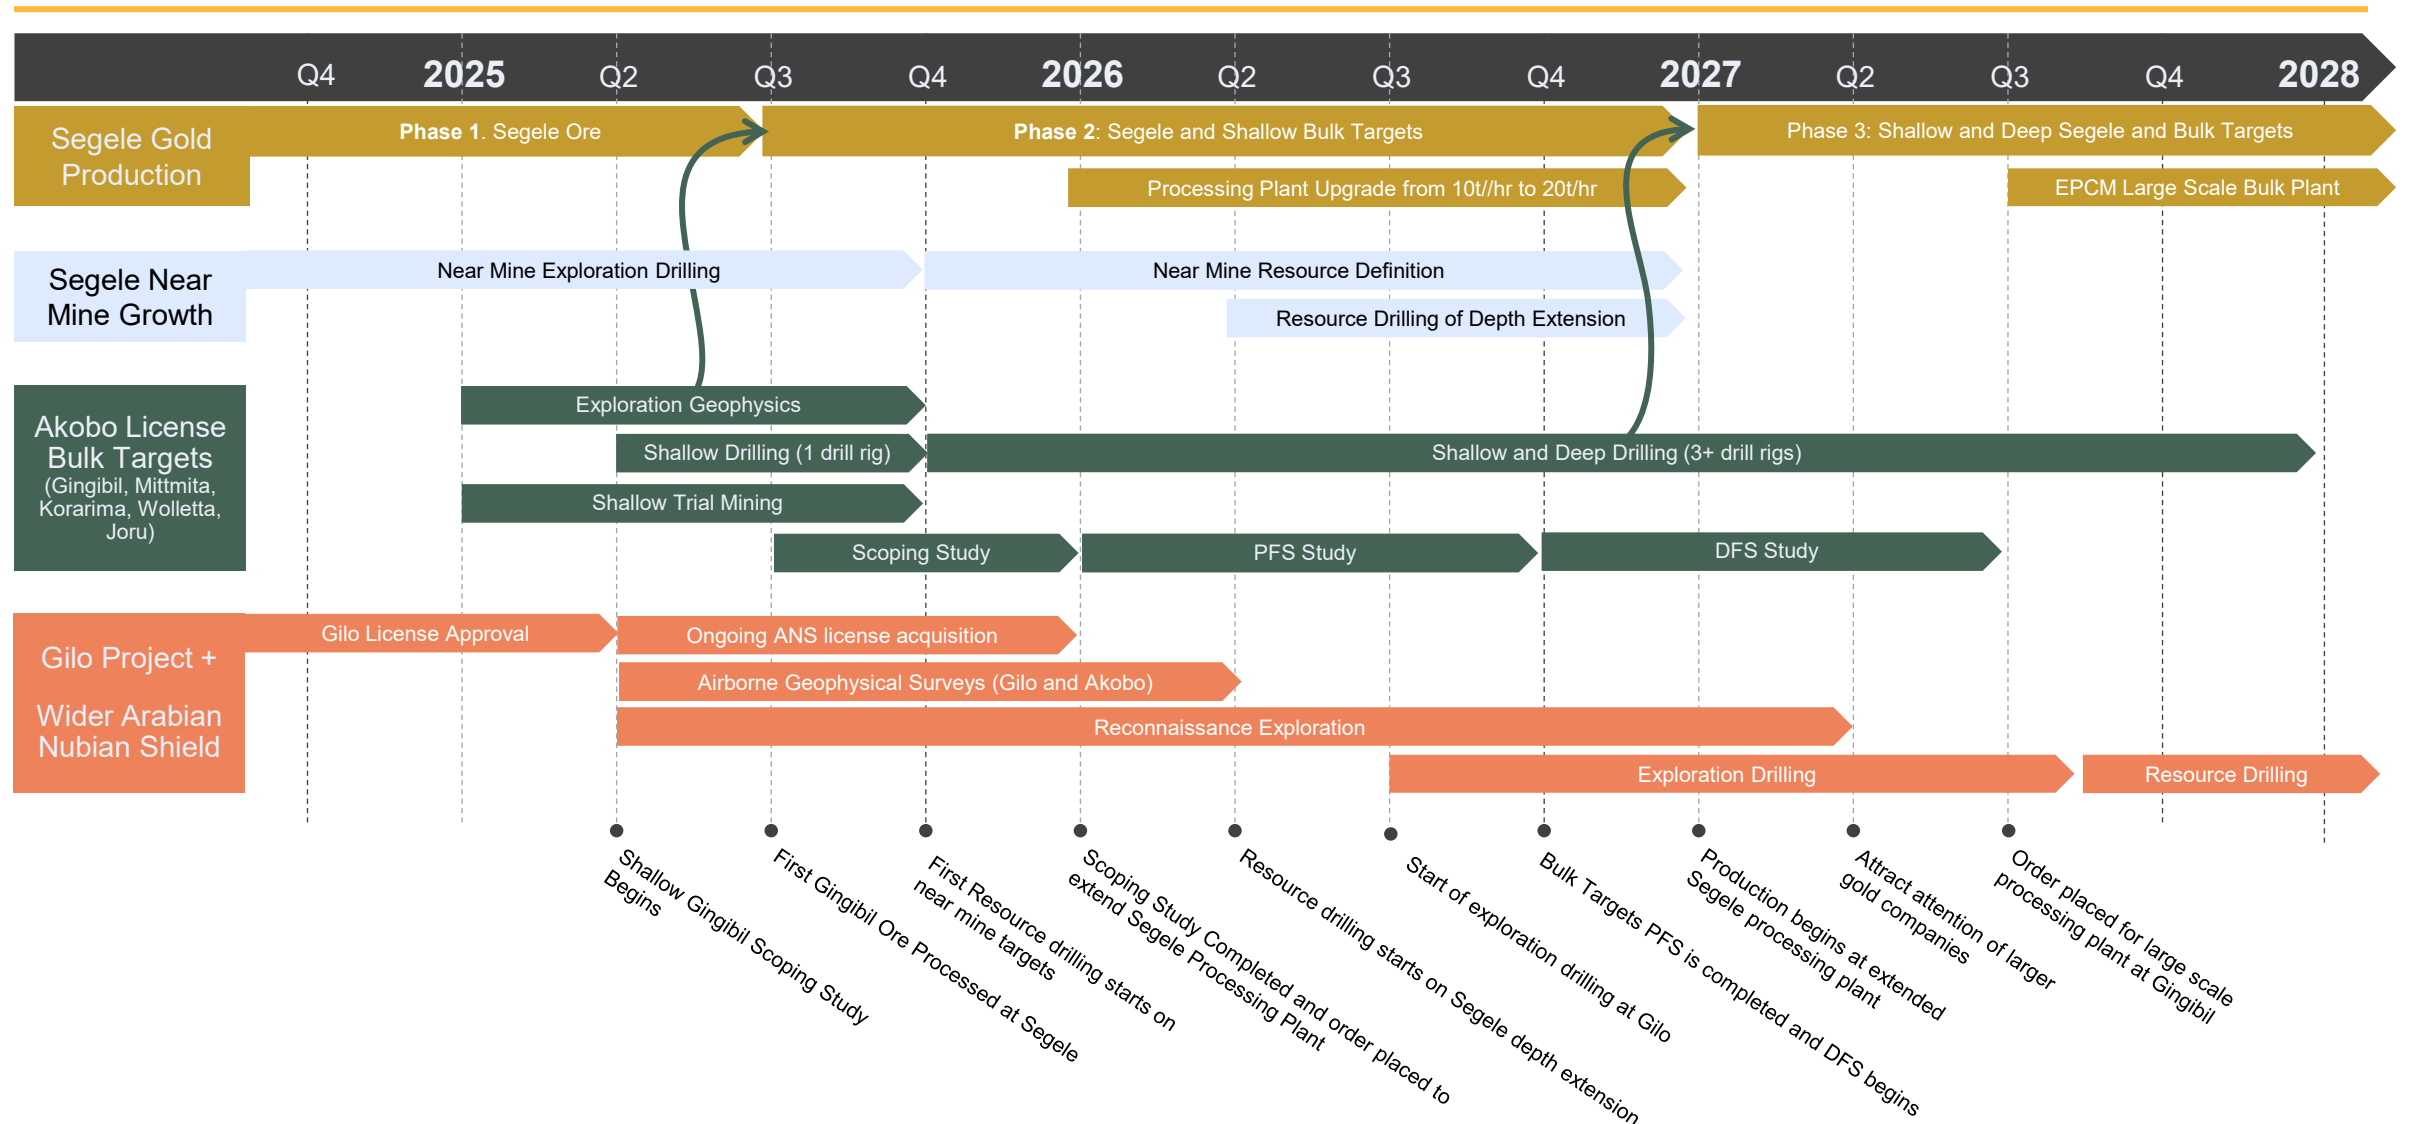 Q4 2025 Q2 Q3 Q4 2026 Q2 Q3 Q4 2027 Q2 Q3 Q4 2028
Segele Gold
Production
Phase 1. Segele Ore
Phase 2: Segele and Shallow Bulk Targets
Phase 3: Shallow and Deep Segele and Bulk Targets
Processing Plant Upgrade from 10t//hr to 20t/hr
EPCM Large Scale Bulk Plant
Segele Near
Mine Growth
Near Mine Exploration Drilling
Near Mine Resource Definition
Resource Drilling of Depth Extension
Akobo License
Bulk Targets
(Gingibil, Mittmita,
Korarima, Wolletta,
Joru)
Exploration Geophysics
Shallow Drilling (1 drill rig)
Shallow and Deep Drilling (3+ drill rigs)
Shallow Trial Mining
Scoping Study
PFS Study
DFS Study
Gilo Project +
Wider Arabian
Nubian Shield
Gilo License Approval
Ongoing ANS license acquisition
Airborne Geophysical Surveys (Gilo and Akobo)
Reconnaissance Exploration
Exploration Drilling
Resource Drilling
Shallow Gingibil Scoping Study
Begins
First Gingibil Ore Processed at Segele
First Resource drilling starts on
near mine targets
Scoping Study Completed and order placed to
extend Segele Processing Plant
Resource drilling starts on Segele depth extension
Start of exploration drilling at Gilo
Bulk Targets PFS is completed and DFS begins
Production begins at extended
Segele processing plant
Attract attention of larger
gold companies
Order placed for large scale
processing plant at Gingibil